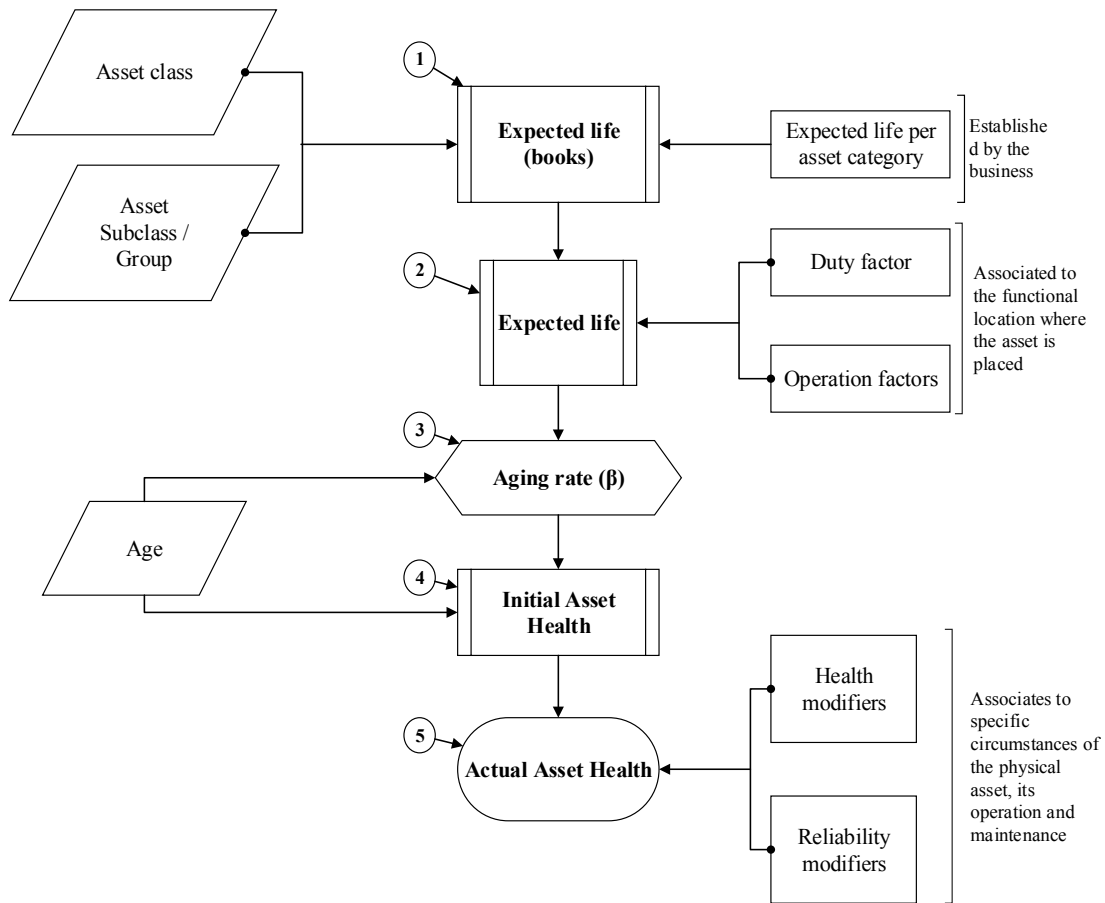 Asset class
Asset
Subclass /
Group
1
Expected life
(books)
Expected life per
asset category
Establishe
d by the
business
2
Expected life
Duty factor
Operation factors
Associated to
the functional
location where
the asset is
placed
3
Aging rate (β)
Age
4
Initial Asset
Health
5
Actual Asset Health
Health
modifiers
Reliability
modifiers
Associates to
specific
circumstances of
the physical
asset, its
operation and
maintenance